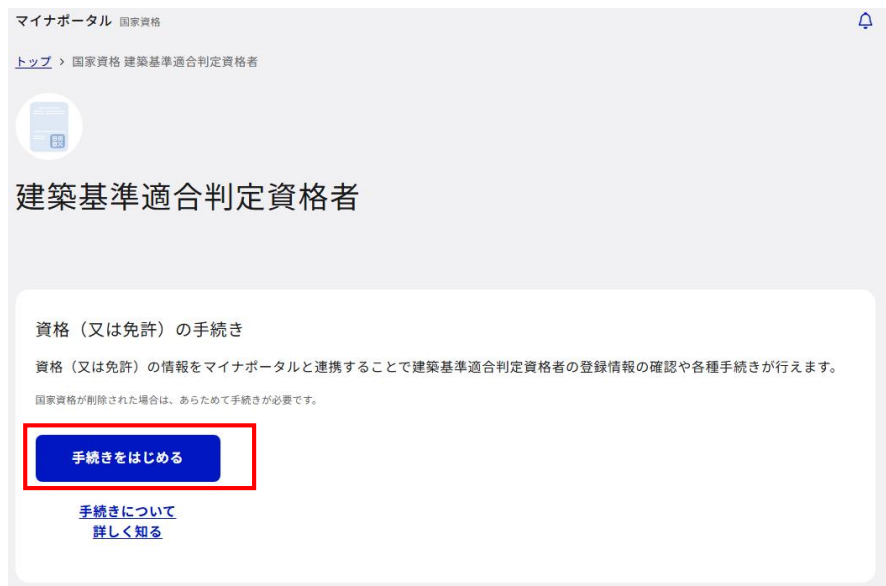 マイナポータル 国家資格
トップ › 国家資格 建築基準適合判定資格者
建築基準適合判定資格者
資格（又は免許）の手続き
資格（又は免許）の情報をマイナポータルと連携することで建築基準適合判定資格者の登録情報の確認や各種手続きが行えます。
国家資格が削除された場合は、あらためて手続きが必要です。
手続きをはじめる
手続きについて
詳しく知る